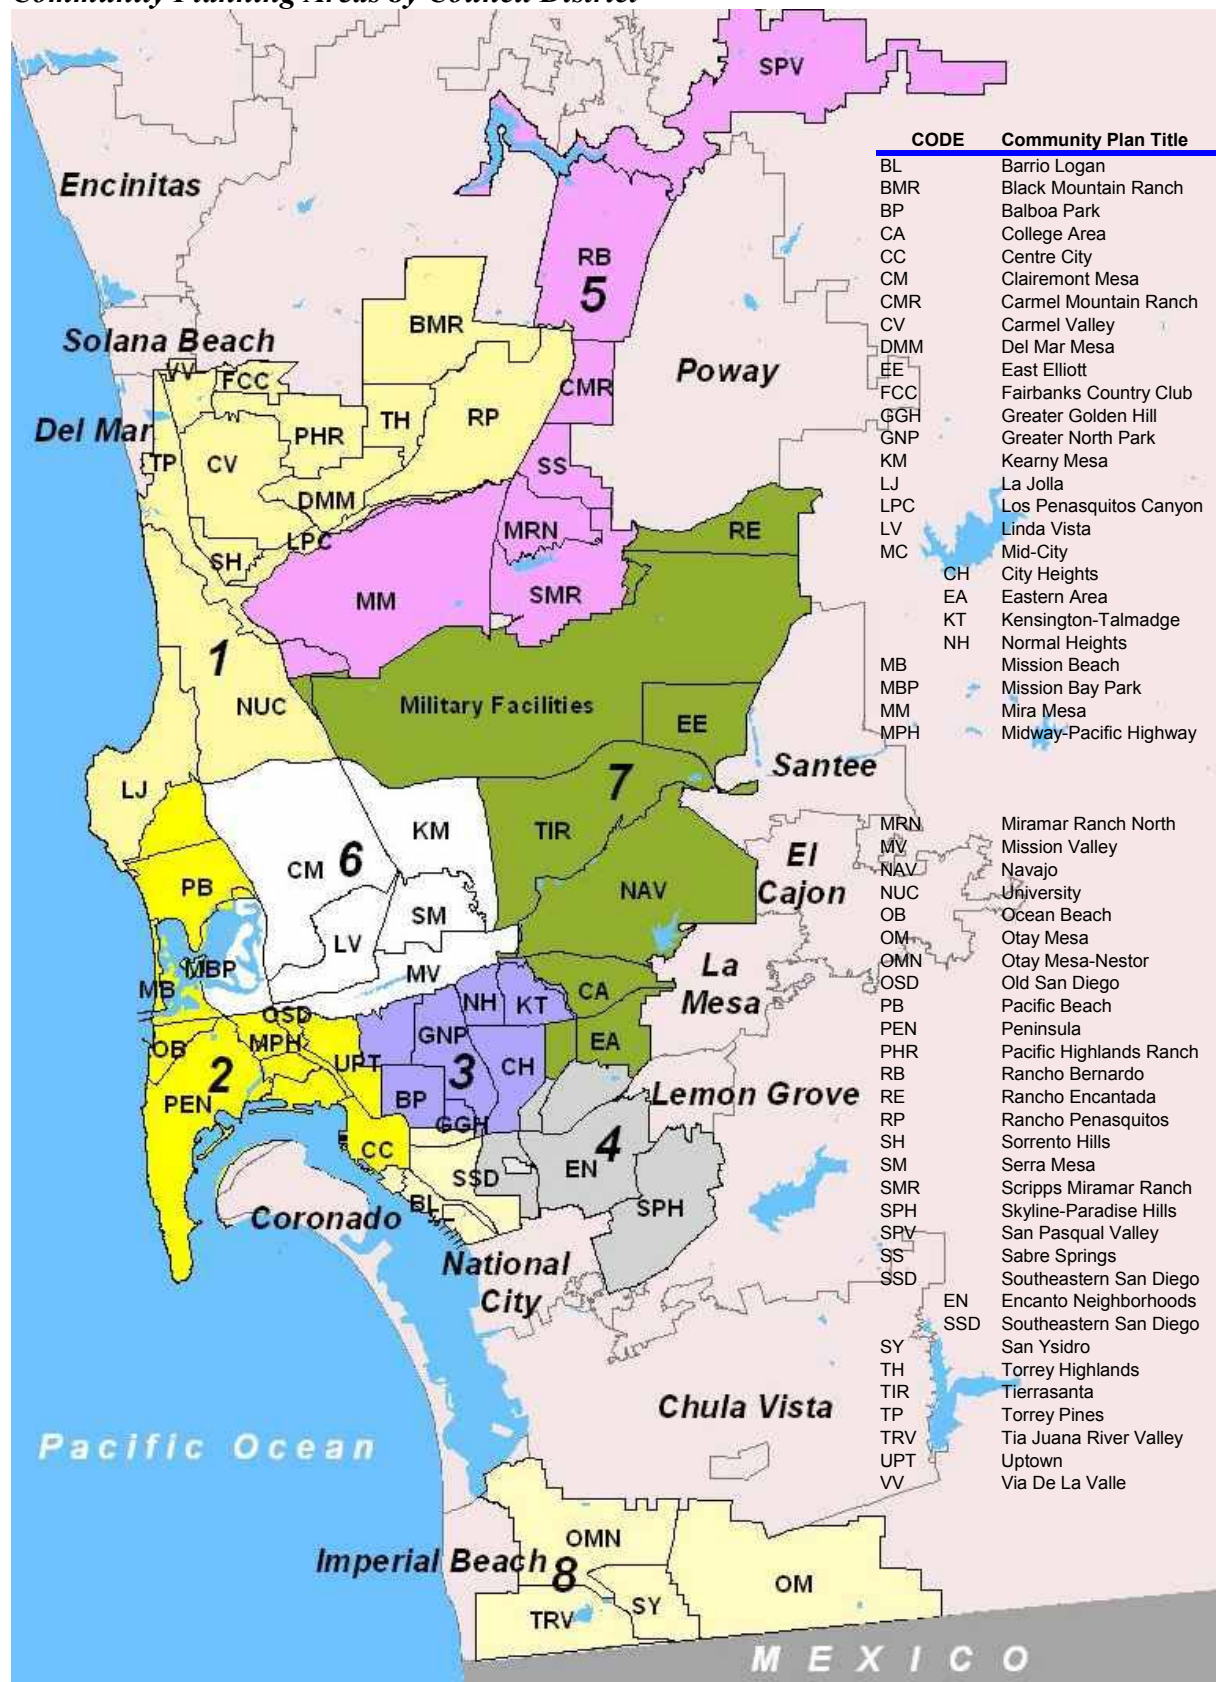 Community Planning Areas by Council District
SPV
CODE Community Plan Title
BL Barrio Logan
BMR Black Mountain Ranch
BP Balboa Park
CA College Area
CC Centre City
CM Clairemont Mesa
CMR Carmel Mountain Ranch
CV Carmel Valley
DMM Del Mar Mesa
EE East Elliott
FCC Fairbanks Country Club
GGH Greater Golden Hill
GNP Greater North Park
KM Kearny Mesa
LJ La Jolla
LPC Los Penasquitos Canyon
LV Linda Vista
MC Mid-City
CH City Heights
EA Eastern Area
KT Kensington-Talmadge
NH Normal Heights
MB Mission Beach
MBP Mission Bay Park
MM Mira Mesa
MPH Midway-Pacific Highway
MRN Miramar Ranch North
MV Mission Valley
NAV Navajo
NUC University
OB Ocean Beach
OM Otay Mesa
OMN Otay Mesa-Nestor
OSD Old San Diego
PB Pacific Beach
PEN Peninsula
PHR Pacific Highlands Ranch
RB Rancho Bernardo
RE Rancho Encantada
RP Rancho Penasquitos
SH Sorrento Hills
SM Serra Mesa
SMR Scripps Miramar Ranch
SPH Skyline-Paradise Hills
SPV San Pasqual Valley
SS Sabre Springs
SSD Southeastern San Diego
EN Encanto Neighborhoods
SSD Southeastern San Diego
SY San Ysidro
TH Torrey Highlands
TIR Tierrasanta
TP Torrey Pines
TRV Tia Juana River Valley
UPT Uptown
VV Via De La Valle
Encinitas
RB
5
BMR
Solana Beach
VV
FCC
CMR
Poway
Del Mar
PHR
TH
RP
TP
CV
SS
DMM
LPC
MRN
RE
SH
MM
SMR
1
NUC
Military Facilities
EE
Santee
LJ
7
KM
TIR
El
Cajon
CM
6
PB
NAV
SM
LV
MBP
MV
La
Mesa
MB
CA
NH
KT
OSD
OB
MPH
GNP
EA
UPT
2
3
CH
PEN
BP
Lemon Grove
GGH
CC
4
EN
SSD
BL
SPH
Coronado
National
City
Chula Vista
Pacific Ocean
OMN
Imperial Beach
8
OM
SY
TRV
MEXICO